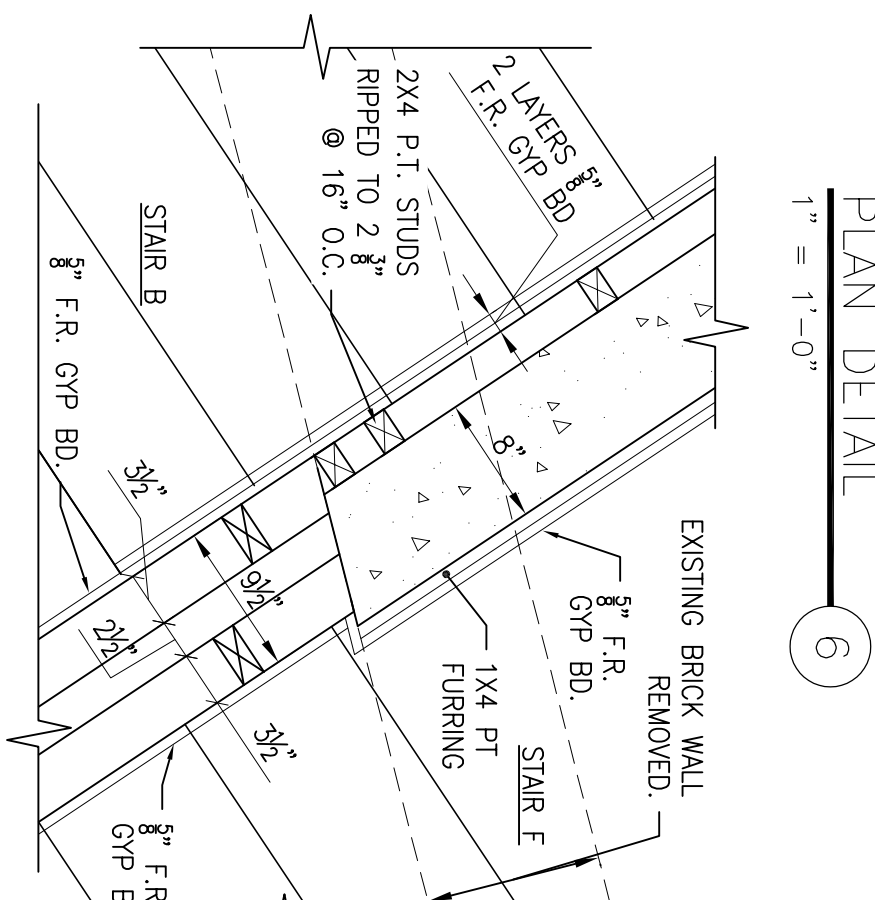 PLAN DETAIL
1" = 1'-0"
6
2 LAYERS 5/8"
F.R. GYP BD
2X4 P.T. STUDS
RIPPED TO 2 3/8"
@ 16" O.C.
STAIR B
5/8" F.R. GYP BD.
3½"
2½"
9½"
3½"
8"
EXISTING BRICK WALL
REMOVED.
5/8" F.R.
GYP BD.
1X4 PT
FURRING
STAIR F
5/8" F.R
GYP